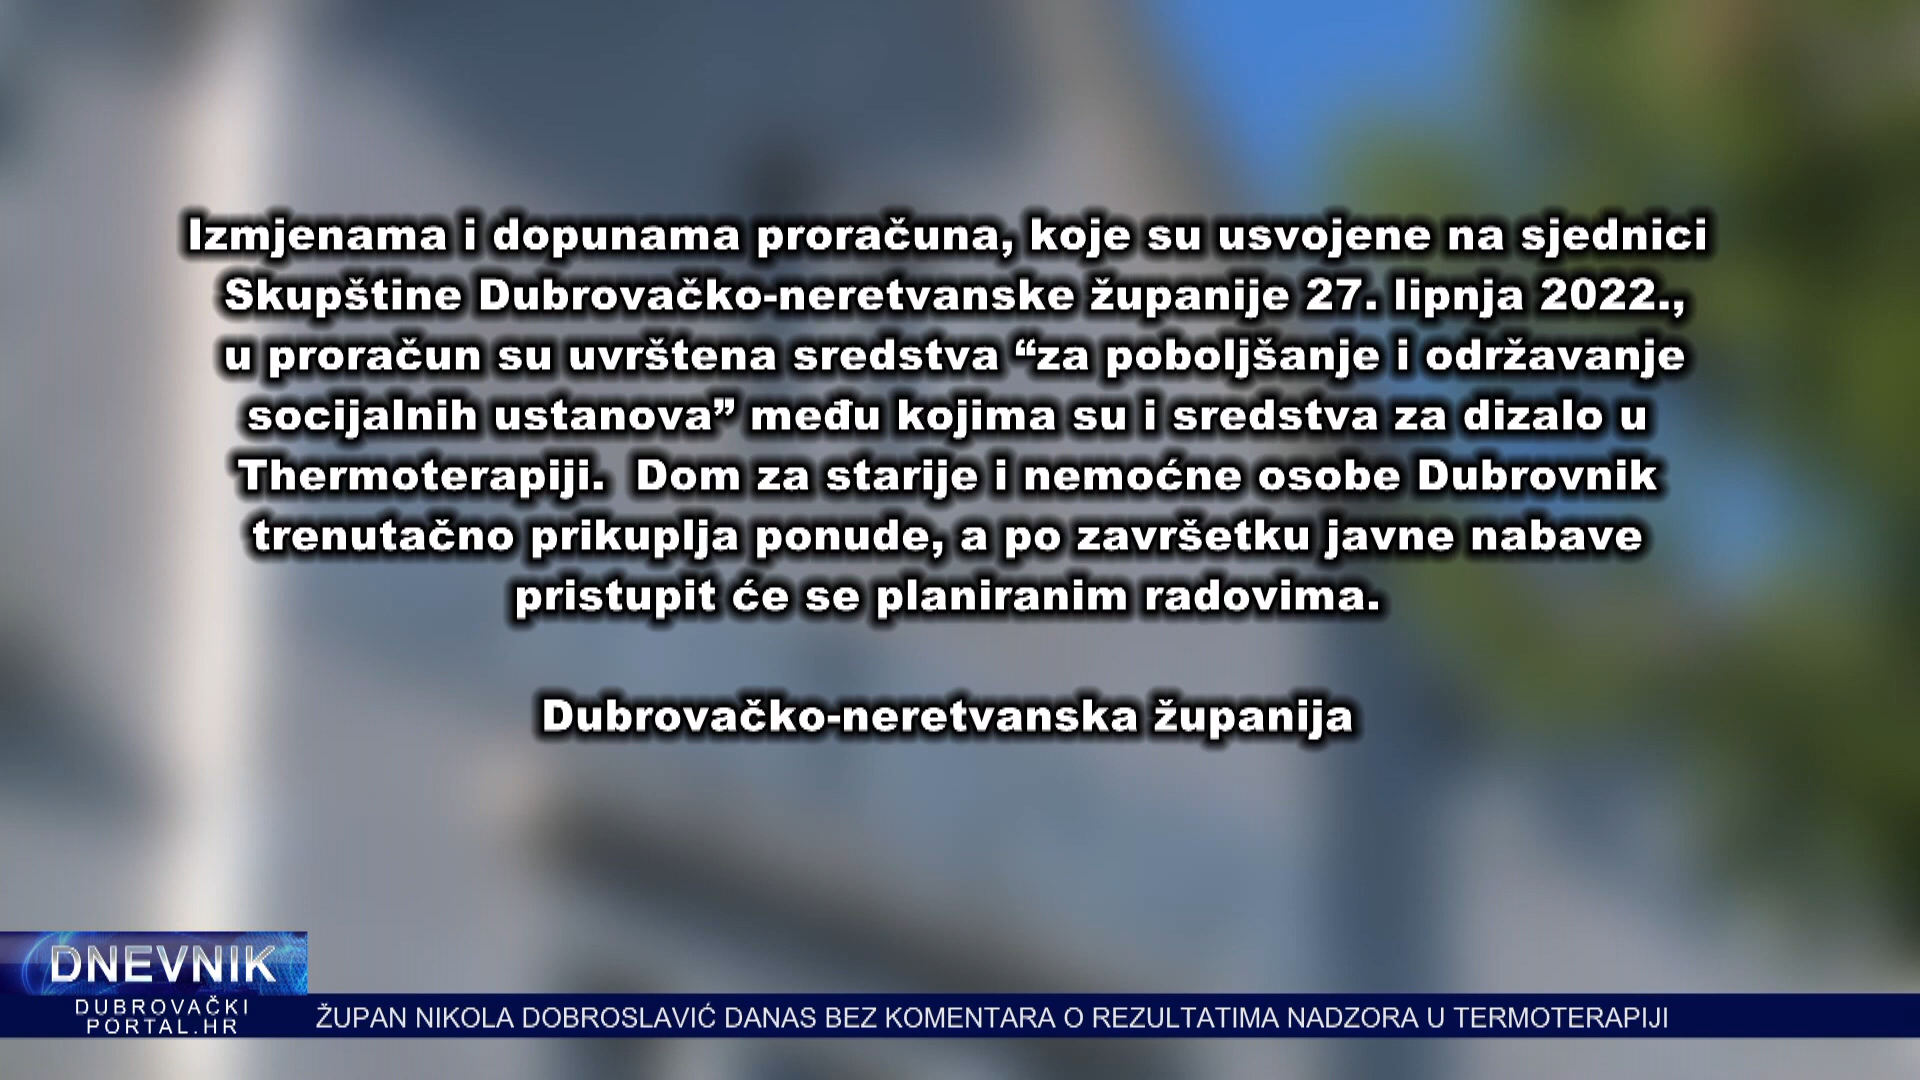 Izmjenama i dopunama proračuna, koje su usvojene na sjednici
Skupštine Dubrovačko-neretvanske županije 27. lipnja 2022.,
u proračun su uvrštena sredstva “za poboljšanje i održavanje
socijalnih ustanova” među kojima su i sredstva za dizalo u
Thermoterapiji.  Dom za starije i nemoćne osobe Dubrovnik
trenutačno prikuplja ponude, a po završetku javne nabave
pristupit će se planiranim radovima.
Dubrovačko-neretvanska županija
DNEVNIK
DUBROVAČKI
PORTAL.HR
ŽUPAN NIKOLA DOBROSLAVIĆ DANAS BEZ KOMENTARA O REZULTATIMA NADZORA U TERMOTERAPIJI